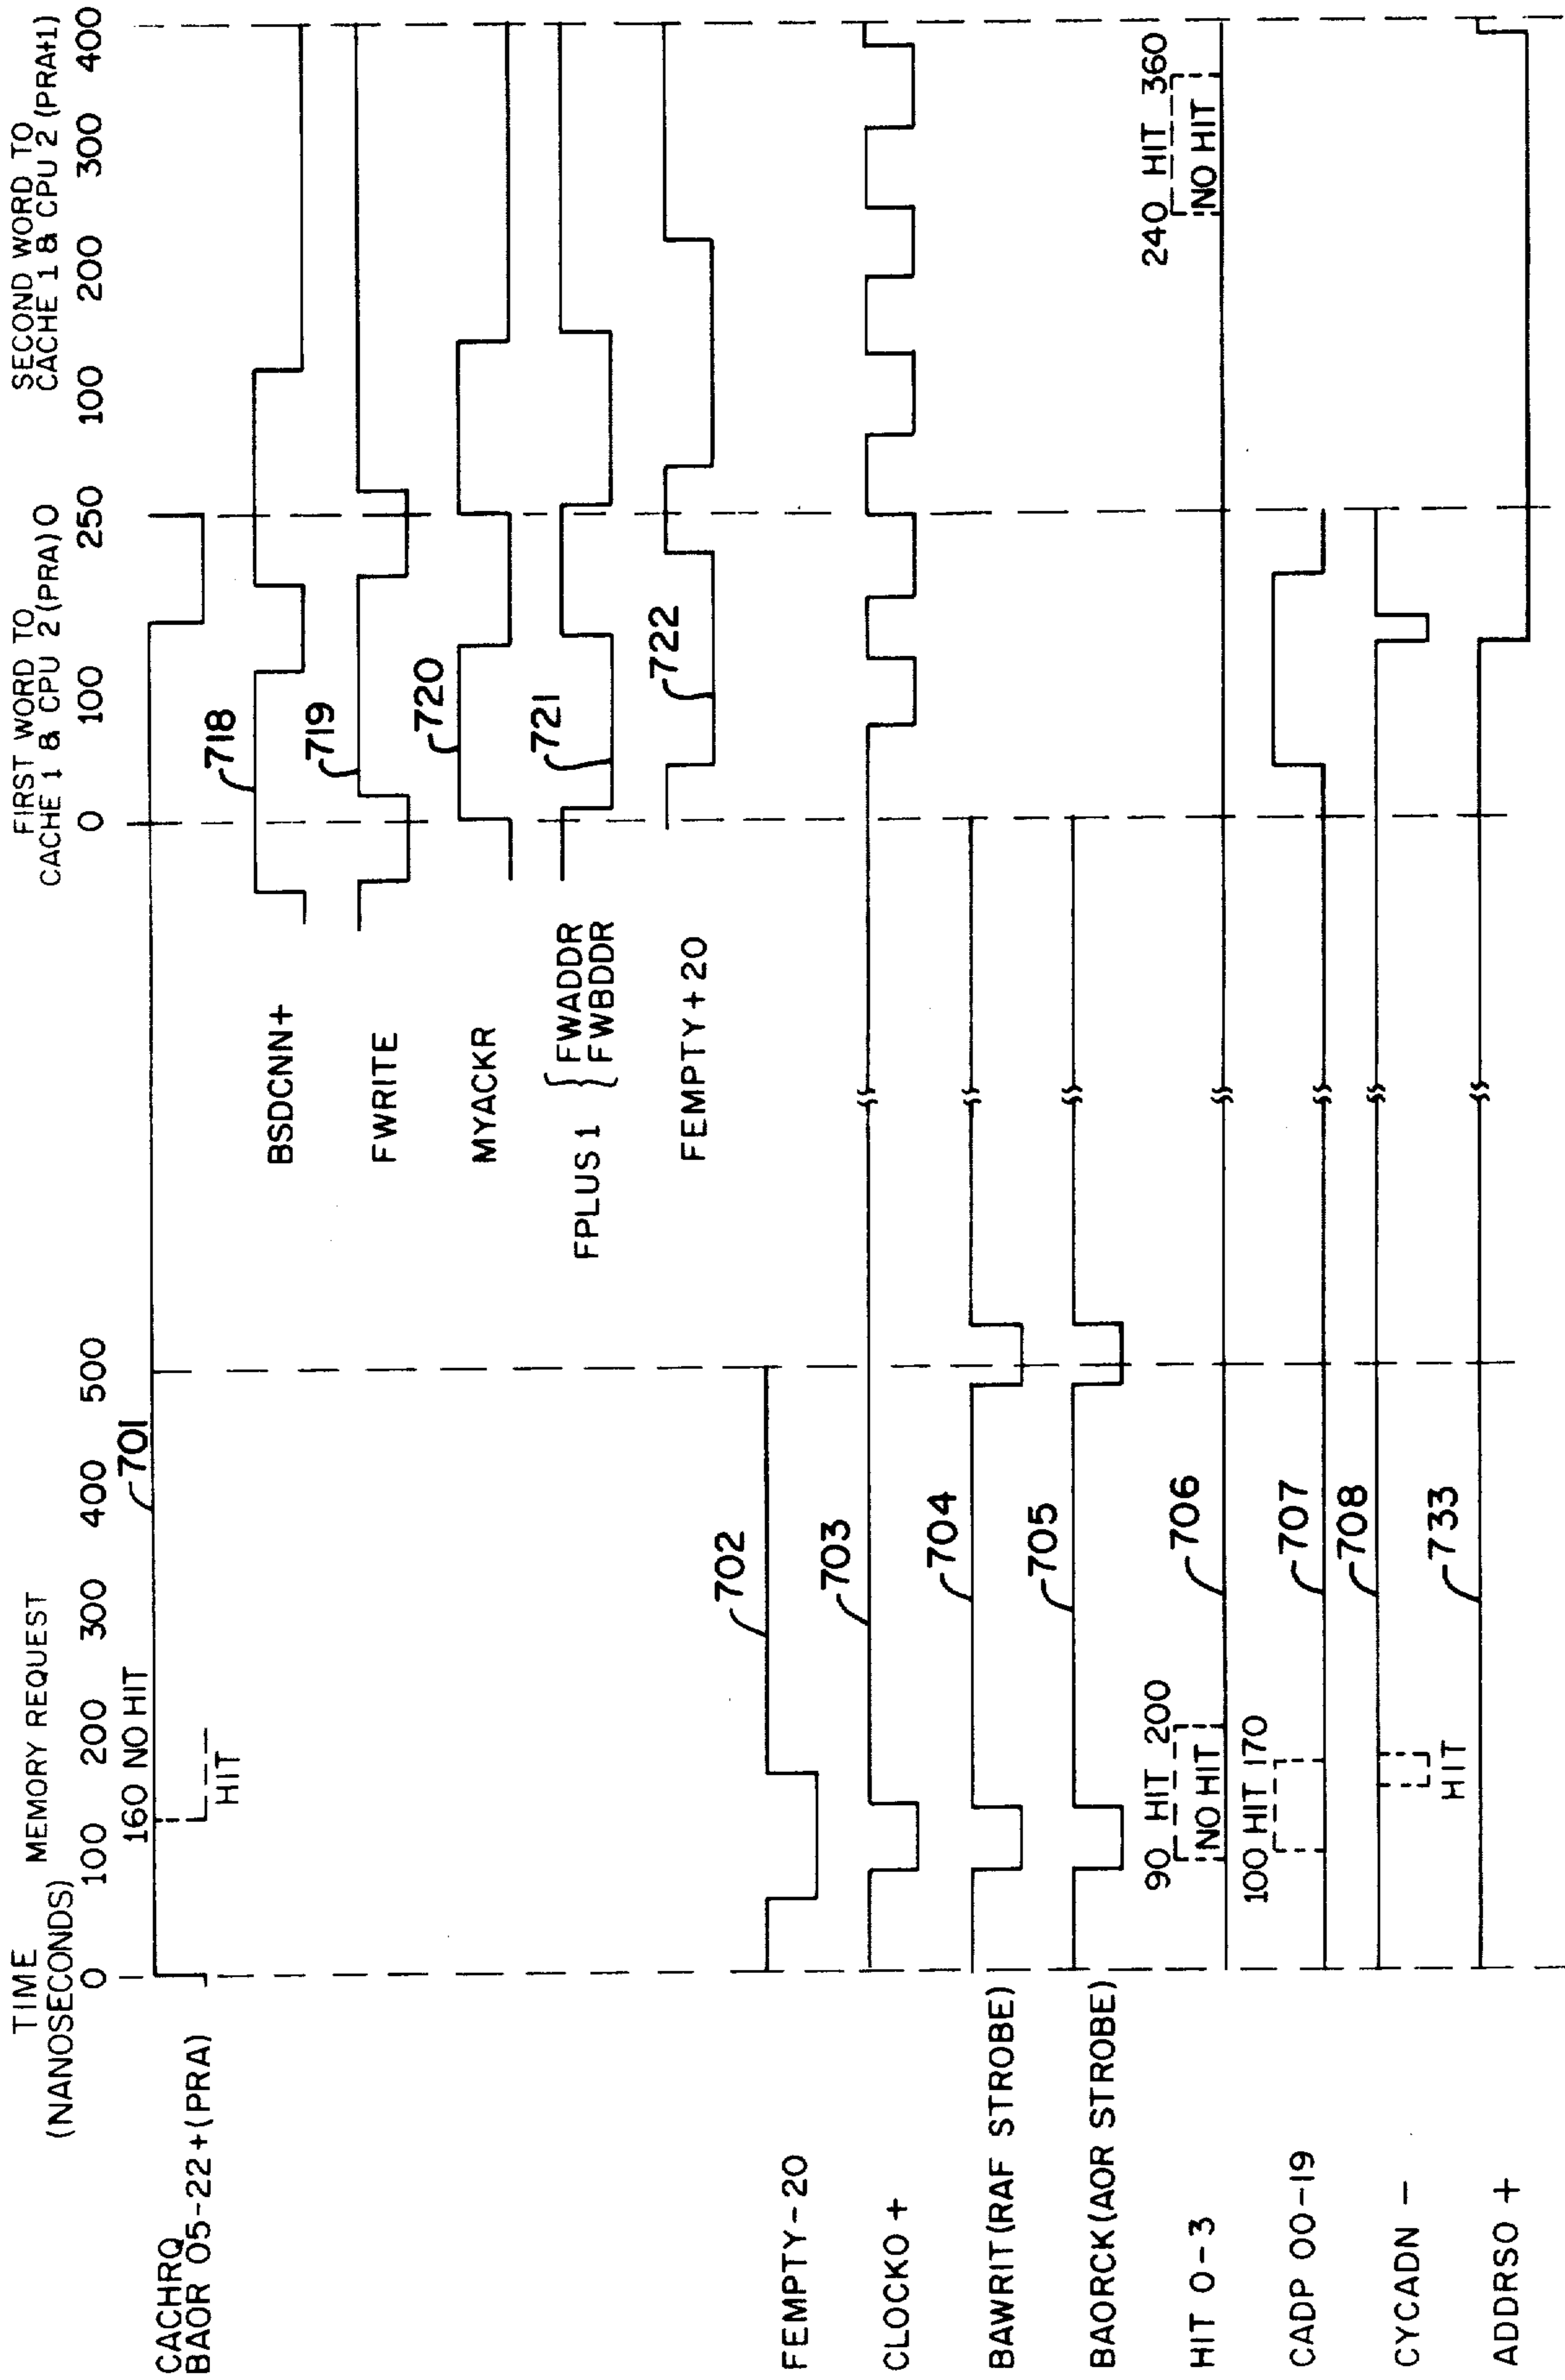 TIME
(NANOSECONDS)
MEMORY REQUEST
FIRST WORD TO
CACHE 1 & CPU 2 (PRA) 0
SECOND WORD TO
CACHE 1 & CPU 2 (PRA+1)
0 100 200 300 400 500
0 100 250
100 200 300 400
CACHRQ
BAOR 05-22+(PRA)
160 NO HIT
HIT
701
BSDCNN+
718
FWRITE
719
MYACKR
720
FPLUS 1 { FWADDR
FWBDDR
721
FEMPTY+20
722
FEMPTY-20
702
CLOCKO+
703
BAWRIT(RAF STROBE)
704
BAORCK(AOR STROBE)
705
HIT 0-3
90 HIT 200
NO HIT
706
240 HIT 360
NO HIT
CADP 00-19
100 HIT 170
707
CYCADN -
HIT
708
ADDRSO +
733